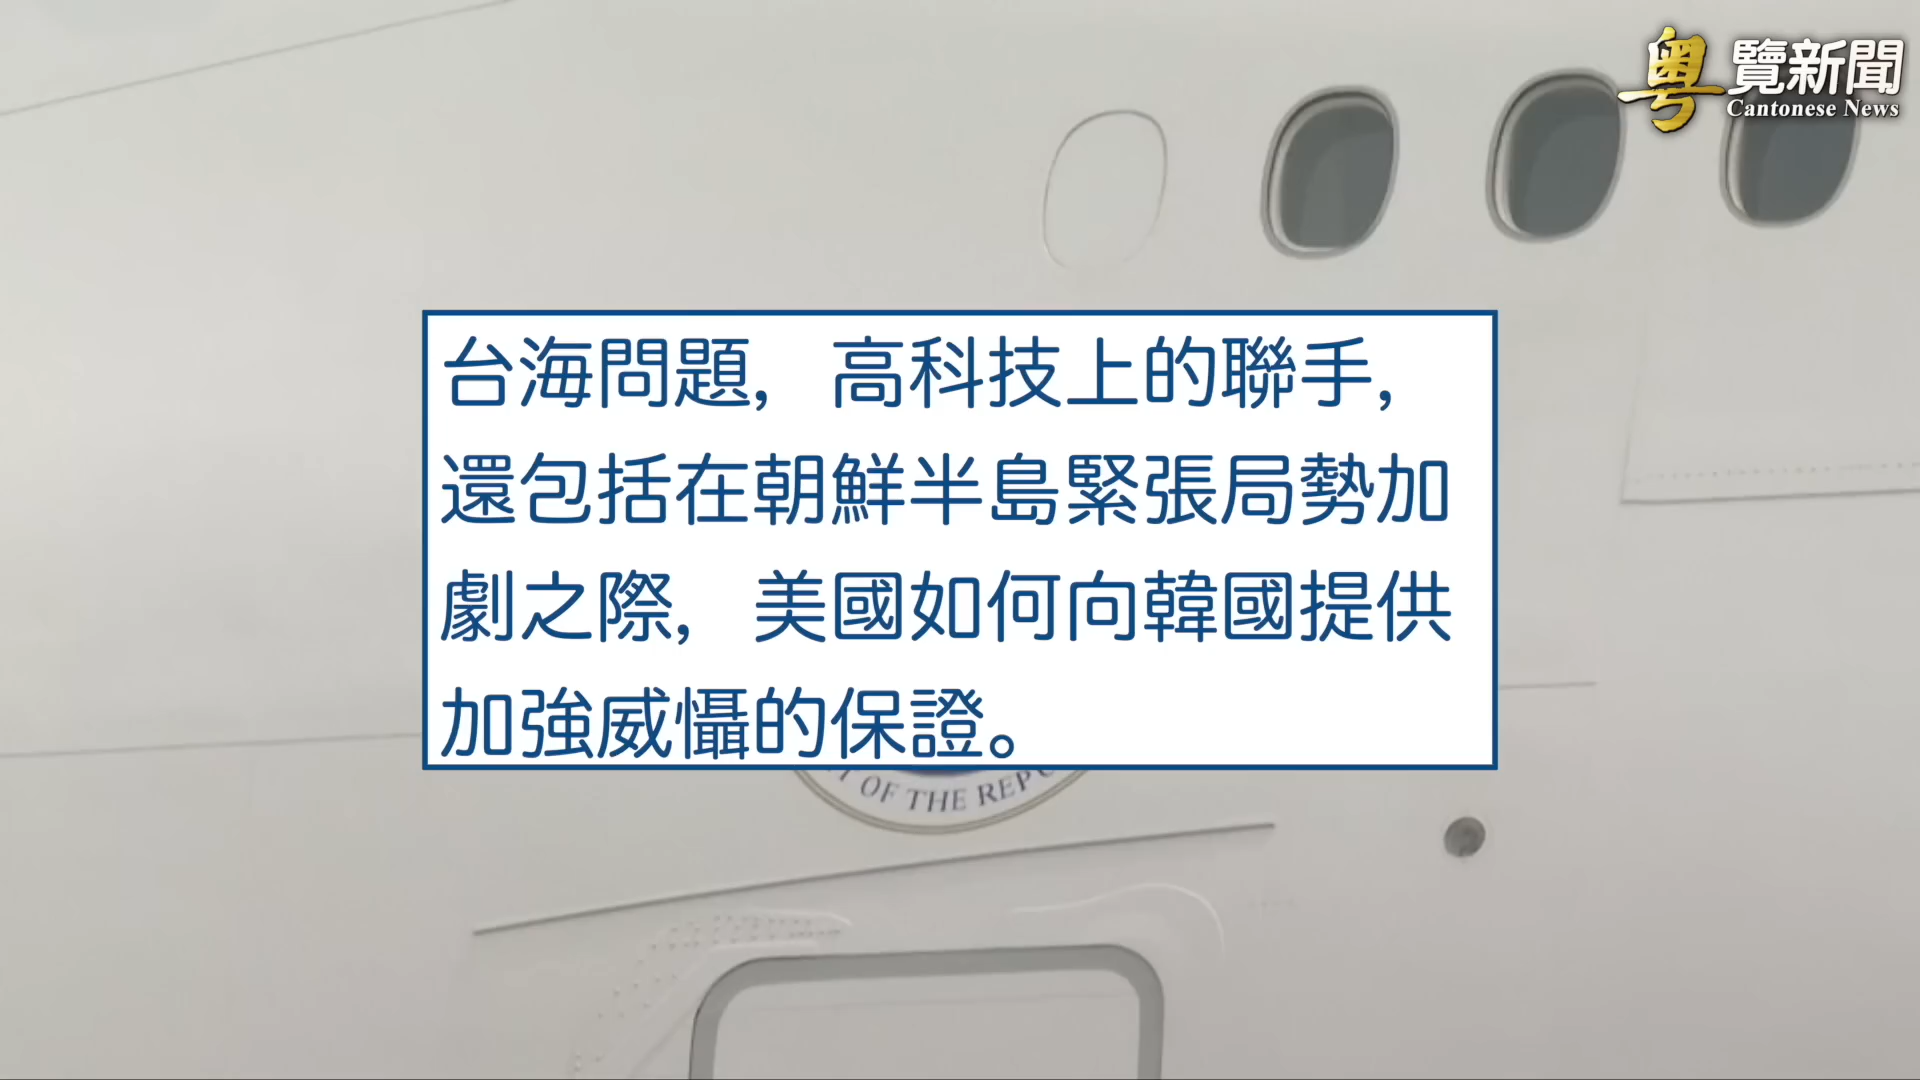 粵覽新聞
Cantonese News
台海問題，高科技上的聯手，
還包括在朝鮮半島緊張局勢加
劇之際，美國如何向韓國提供
加強威懾的保證。
OF THE